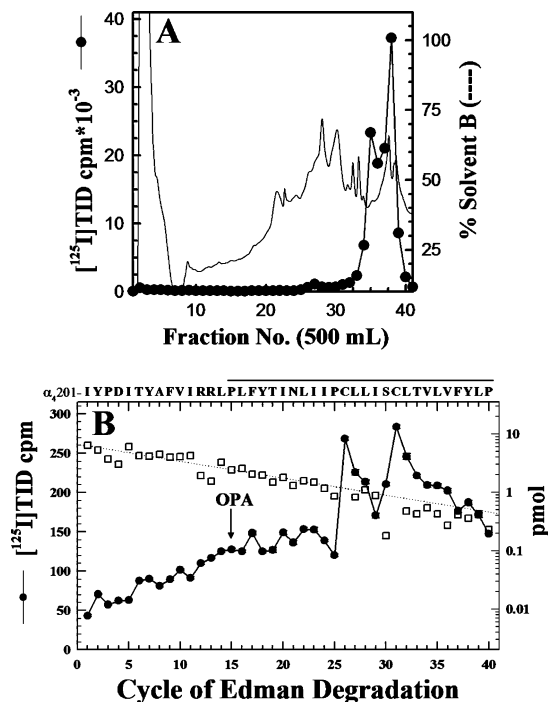 A
40
30
20
10
0
[¹²⁵I]TID cpm*10⁻³
100
75
50
25
% Solvent B (----)
10 20 30 40
Fraction No. (500 mL)
α₄201- I Y P D I T Y A F V I R R L P L F Y T I N L I I P C L L I S C L T V L V F Y L P
B
300
250
200
150
100
50
0
[¹²⁵I]TID cpm
OPA
10
1
0.1
0.01
pmol
0 5 10 15 20 25 30 35 40
Cycle of Edman Degradation